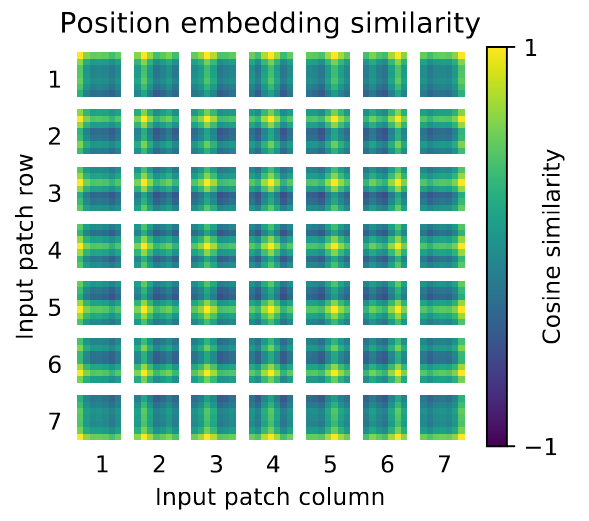 Position embedding similarity
1
2
3
4
5
6
7
Input patch row
1 2 3 4 5 6 7
Input patch column
1
−1
Cosine similarity